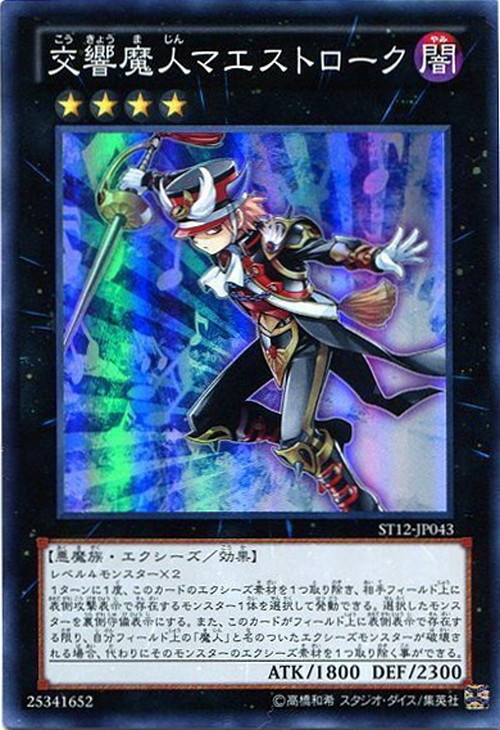 交響魔人マエストローク
闇
ST12-JP043
【悪魔族・エクシーズ/効果】
レベル4モンスター×2
1ターンに1度、このカードのエクシーズ素材を1つ取り除き、相手フィールド上に
表側攻撃表示で存在するモンスター1体を選択して発動できる。選択したモンス
ターを裏側守備表示にする。また、このカードがフィールド上に表側表示で存在す
る限り、自分フィールド上の「魔人」と名のついたエクシーズモンスターが破壊さ
れる場合、代わりにそのモンスターのエクシーズ素材を1つ取り除く事ができる。
ATK/1800 DEF/2300
25341652
©高橋和希 スタジオ・ダイス/集英社